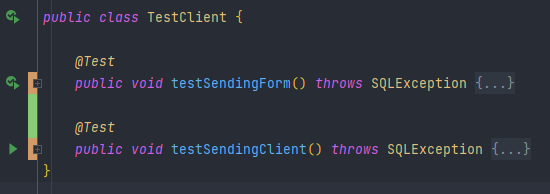 public class TestClient {
@Test
public void testSendingForm() throws SQLException {...}
@Test
public void testSendingClient() throws SQLException {...}
}